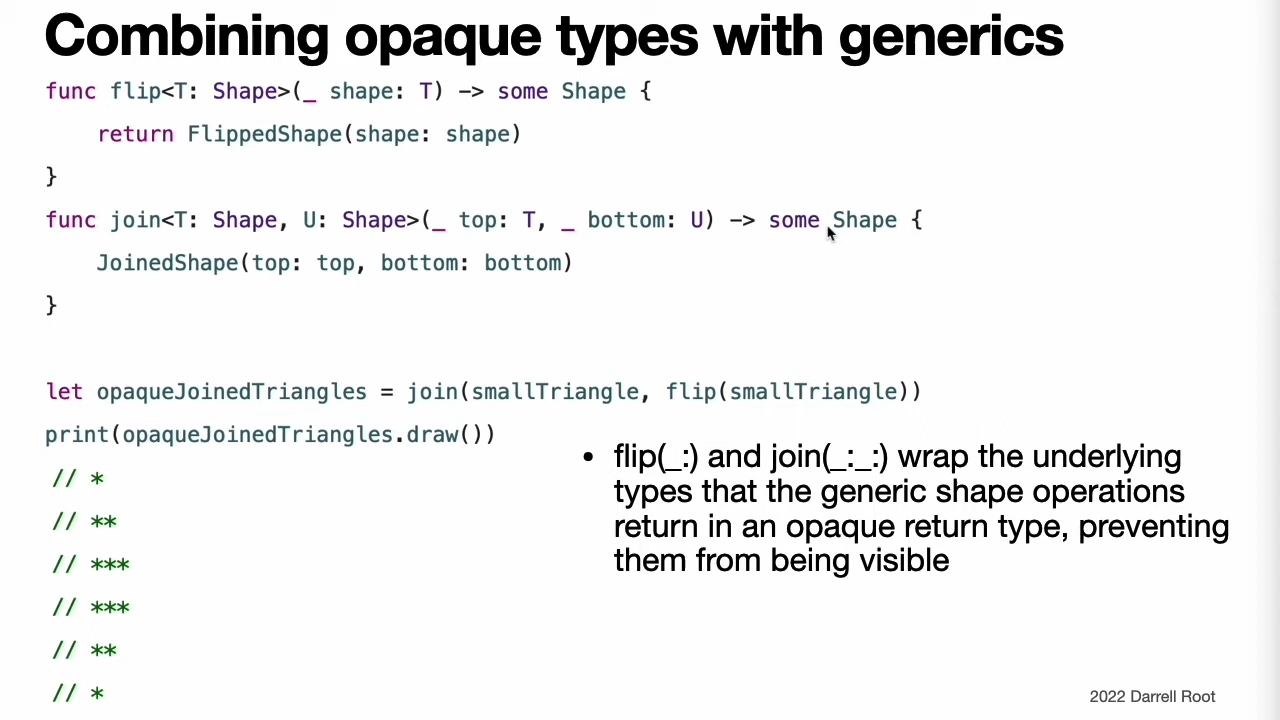 Combining opaque types with generics
func flip<T: Shape>(_ shape: T) -> some Shape {
    return FlippedShape(shape: shape)
}
func join<T: Shape, U: Shape>(_ top: T, _ bottom: U) -> some Shape {
    JoinedShape(top: top, bottom: bottom)
}
let opaqueJoinedTriangles = join(smallTriangle, flip(smallTriangle))
print(opaqueJoinedTriangles.draw())
// *
// **
// ***
// ***
// **
// *
• flip(_:) and join(_:_:) wrap the underlying
types that the generic shape operations
return in an opaque return type, preventing
them from being visible
2022 Darrell Root